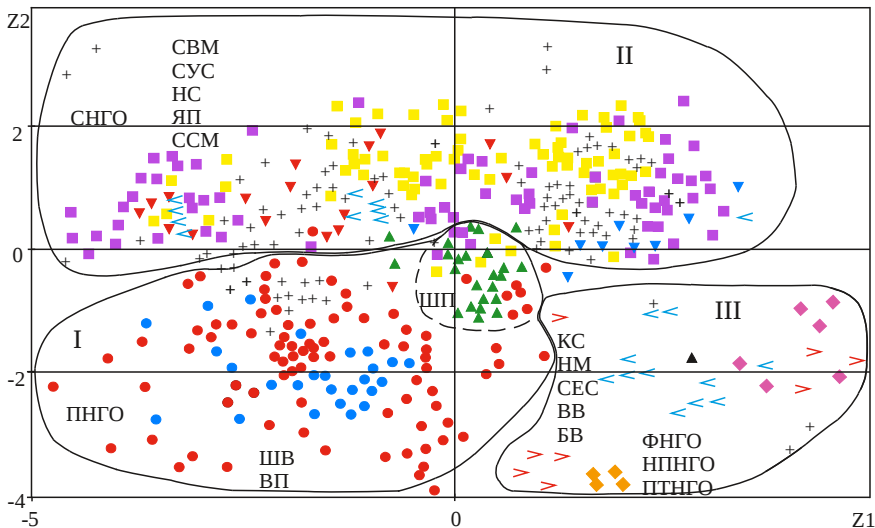 Z2
СВМ
СУС
НС
ЯП
ССМ
СНГО
II
2
0
ШП
I
III
КС
НМ
СЕС
ВВ
БВ
-2
ПНГО
ШВ
ВП
ФНГО
НПНГО
ПТНГО
-4
-5
0
Z1